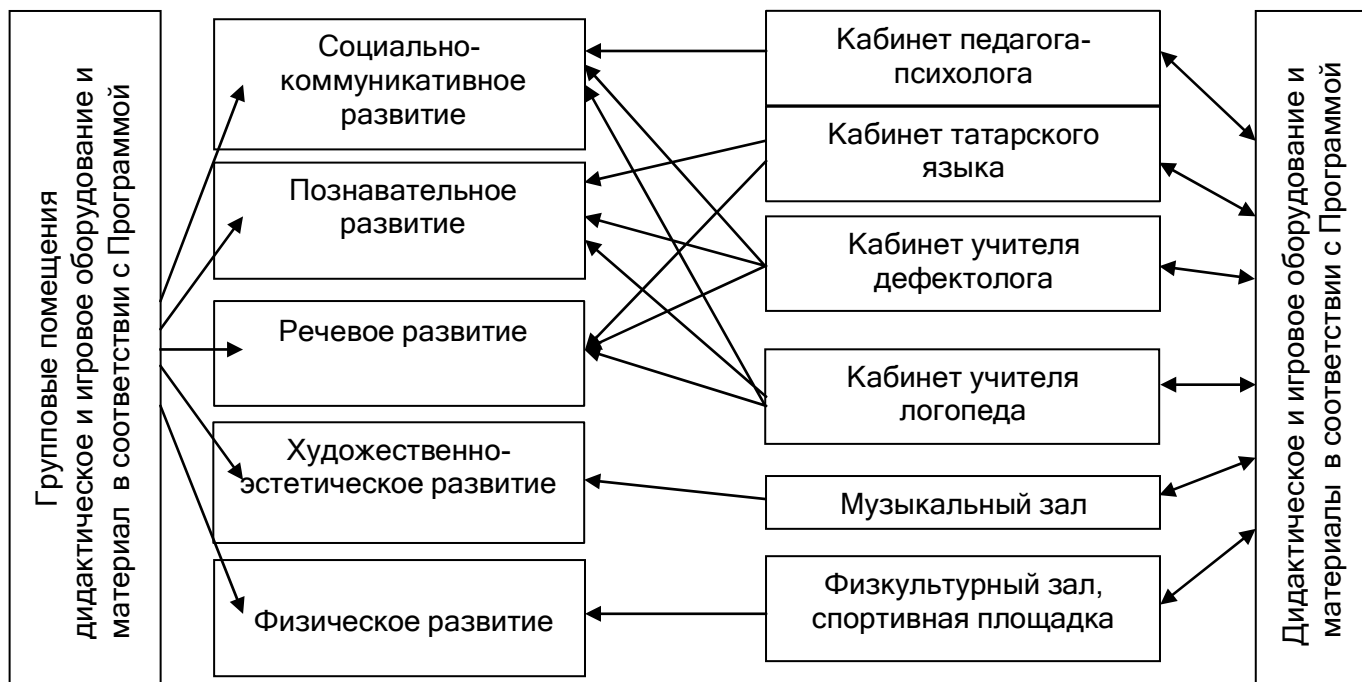 Групповые помещения
дидактическое и игровое оборудование и
материал в соответствии с Программой
Социально-
коммуникативное
развитие
Познавательное
развитие
Речевое развитие
Художественно-
эстетическое развитие
Физическое развитие
Кабинет педагога-
психолога
Кабинет татарского
языка
Кабинет учителя
дефектолога
Кабинет учителя
логопеда
Музыкальный зал
Физкультурный зал,
спортивная площадка
Дидактическое и игровое оборудование и
материалы в соответствии с Программой